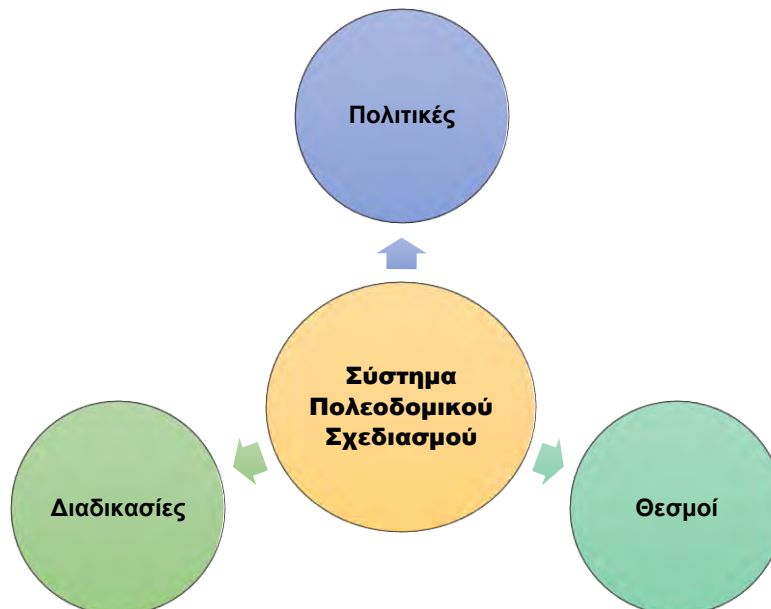 Πολιτικές
Σύστημα
Πολεοδομικού
Σχεδιασμού
Διαδικασίες
Θεσμοί